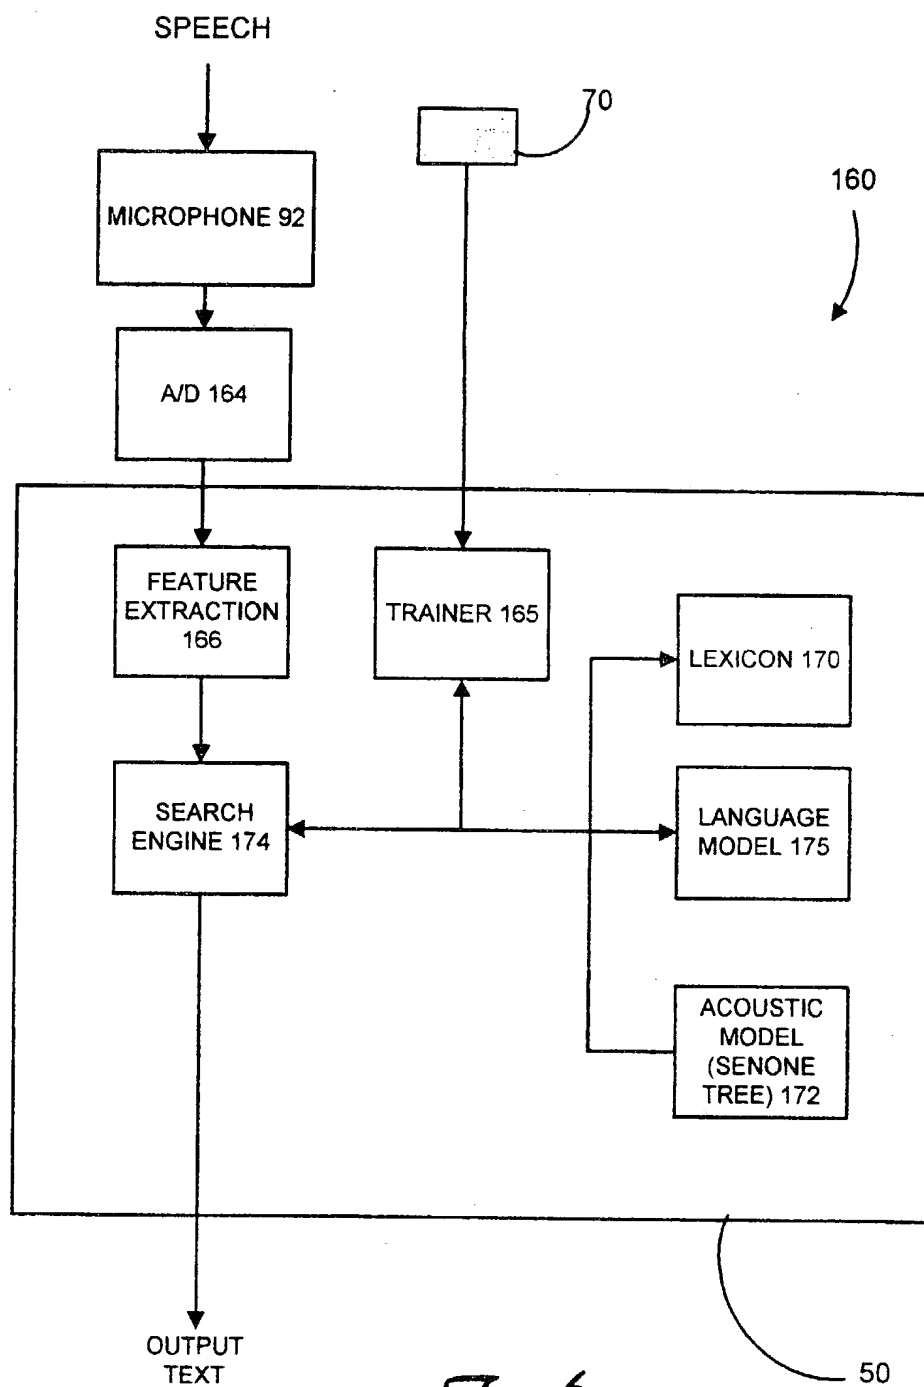 SPEECH
70
160
MICROPHONE 92
A/D 164
FEATURE
EXTRACTION
166
TRAINER 165
LEXICON 170
SEARCH
ENGINE 174
LANGUAGE
MODEL 175
ACOUSTIC
MODEL
(SENONE
TREE) 172
OUTPUT
TEXT
50